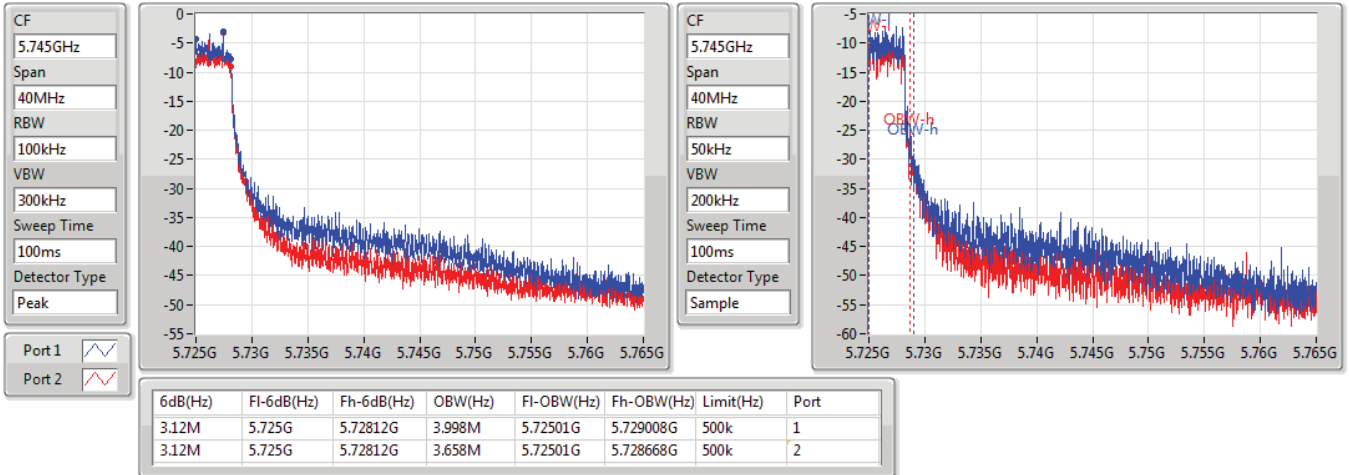 CF
5.745GHz
Span
40MHz
RBW
100kHz
VBW
300kHz
Sweep Time
100ms
Detector Type
Peak
Port 1
Port 2
0
-5
-10
-15
-20
-25
-30
-35
-40
-45
-50
-55
5.725G 5.73G 5.735G 5.74G 5.745G 5.75G 5.755G 5.76G 5.765G
CF
5.745GHz
Span
40MHz
RBW
50kHz
VBW
200kHz
Sweep Time
100ms
Detector Type
Sample
-5
-10
-15
-20
-25
-30
-35
-40
-45
-50
-55
-60
OBW-h
OBW-h
5.725G 5.73G 5.735G 5.74G 5.745G 5.75G 5.755G 5.76G 5.765G
6dB(Hz) Fl-6dB(Hz) Fh-6dB(Hz) OBW(Hz) Fl-OBW(Hz) Fh-OBW(Hz) Limit(Hz) Port
3.12M 5.725G 5.72812G 3.998M 5.72501G 5.729008G 500k 1
3.12M 5.725G 5.72812G 3.658M 5.72501G 5.728668G 500k 2